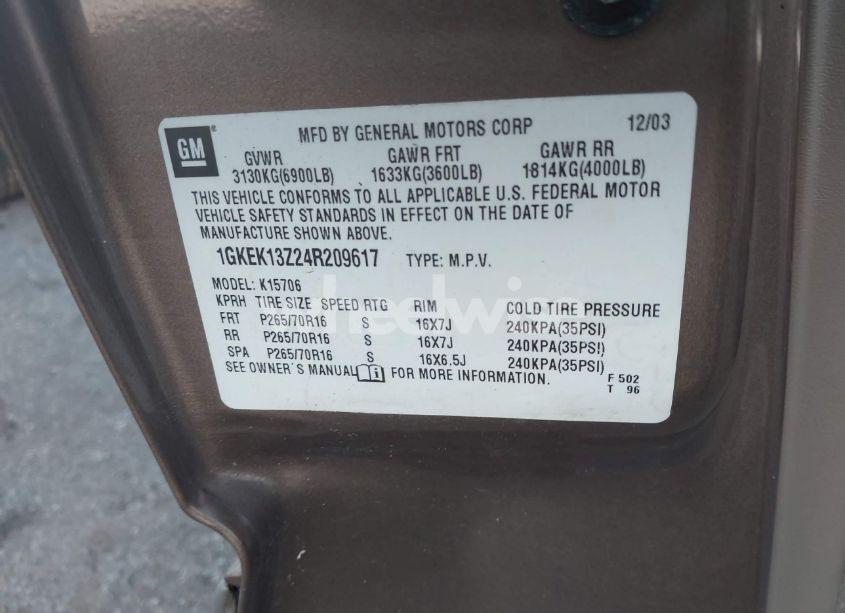 GM
MFD BY GENERAL MOTORS CORP 12/03
GVWR GAWR FRT GAWR RR
3130KG(6900LB) 1633KG(3600LB) 1814KG(4000LB)
THIS VEHICLE CONFORMS TO ALL APPLICABLE U.S. FEDERAL MOTOR
VEHICLE SAFETY STANDARDS IN EFFECT ON THE DATE OF
MANUFACTURE SHOWN ABOVE.
1GKEK13Z24R209617 TYPE: M.P.V.
MODEL: K15706
KPRH TIRE SIZE SPEED RTG RIM COLD TIRE PRESSURE
FRT P265/70R16 S 16X7J 240KPA(35PSI)
RR P265/70R16 S 16X7J 240KPA(35PSI)
SPA P265/70R16 S 16X6.5J 240KPA(35PSI)
SEE OWNER'S MANUAL i FOR MORE INFORMATION.
F 502
T 96